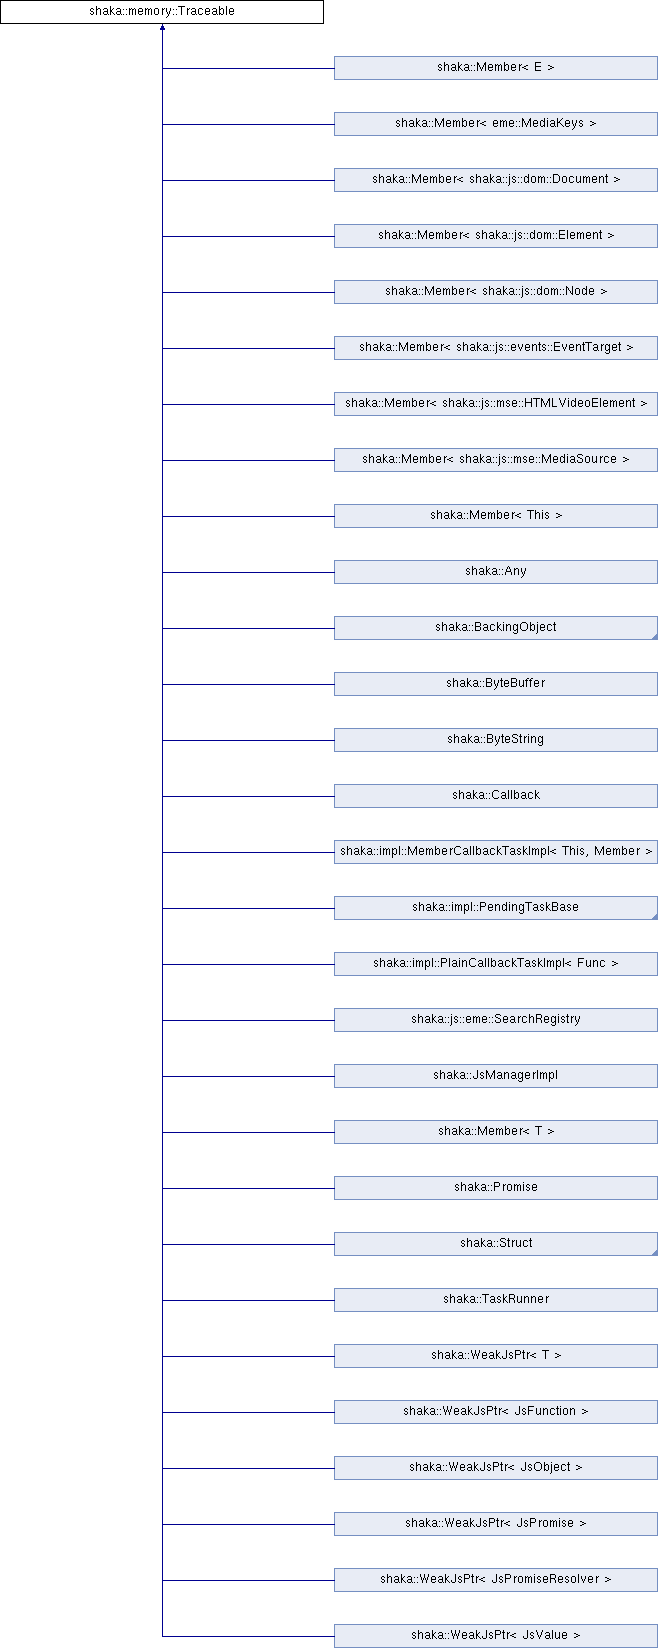 shaka::memory::Traceable
shaka::Member< E >
shaka::Member< eme::MediaKeys >
shaka::Member< shaka::js::dom::Document >
shaka::Member< shaka::js::dom::Element >
shaka::Member< shaka::js::dom::Node >
shaka::Member< shaka::js::events::EventTarget >
shaka::Member< shaka::js::mse::HTMLVideoElement >
shaka::Member< shaka::js::mse::MediaSource >
shaka::Member< This >
shaka::Any
shaka::BackingObject
shaka::ByteBuffer
shaka::ByteString
shaka::Callback
shaka::impl::MemberCallbackTaskImpl< This, Member >
shaka::impl::PendingTaskBase
shaka::impl::PlainCallbackTaskImpl< Func >
shaka::js::eme::SearchRegistry
shaka::JsManagerImpl
shaka::Member< T >
shaka::Promise
shaka::Struct
shaka::TaskRunner
shaka::WeakJsPtr< T >
shaka::WeakJsPtr< JsFunction >
shaka::WeakJsPtr< JsObject >
shaka::WeakJsPtr< JsPromise >
shaka::WeakJsPtr< JsPromiseResolver >
shaka::WeakJsPtr< JsValue >